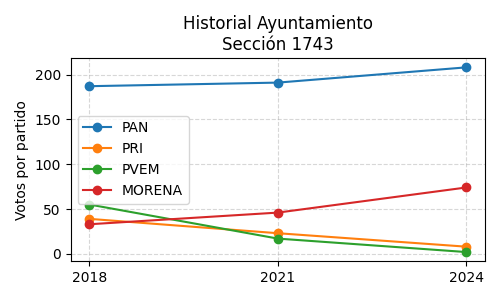 Historial Ayuntamiento
Sección 1743
Votos por partido
200
150
100
50
0
PAN
PRI
PVEM
MORENA
2018
2021
2024